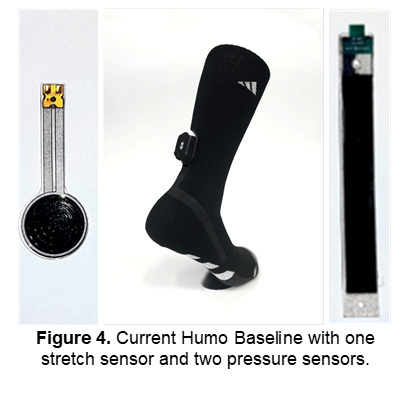 Figure 4. Current Humo Baseline with one
stretch sensor and two pressure sensors.